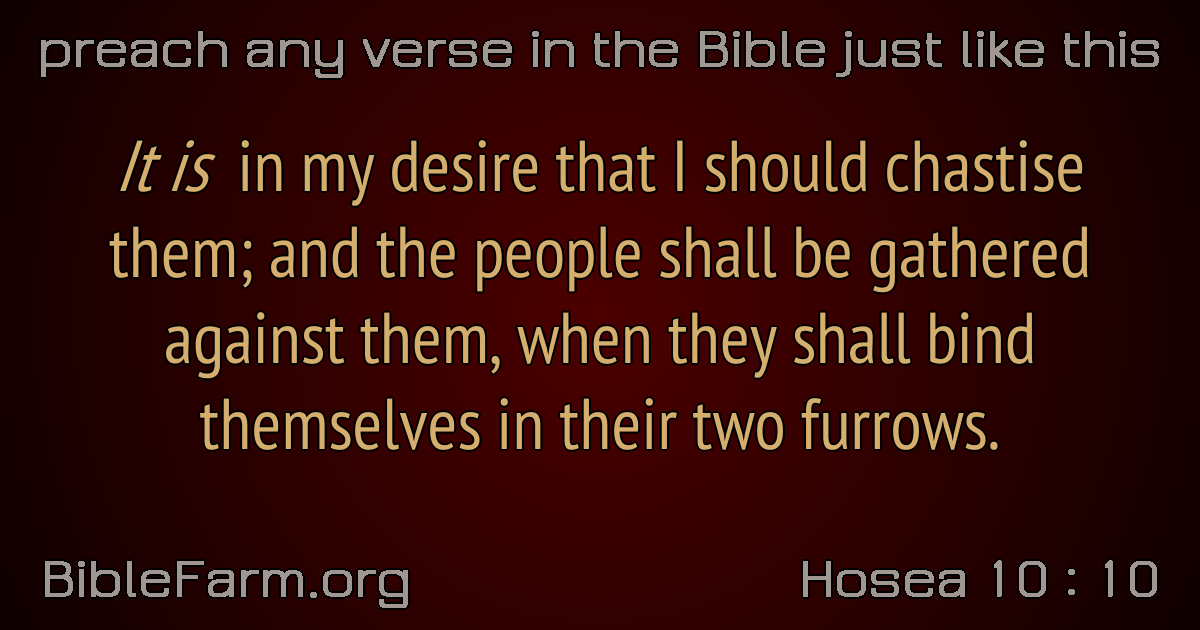 preach any verse in the Bible just like this
It is in my desire that I should chastise
them; and the people shall be gathered
against them, when they shall bind
themselves in their two furrows.
BibleFarm.org
Hosea 10 : 10